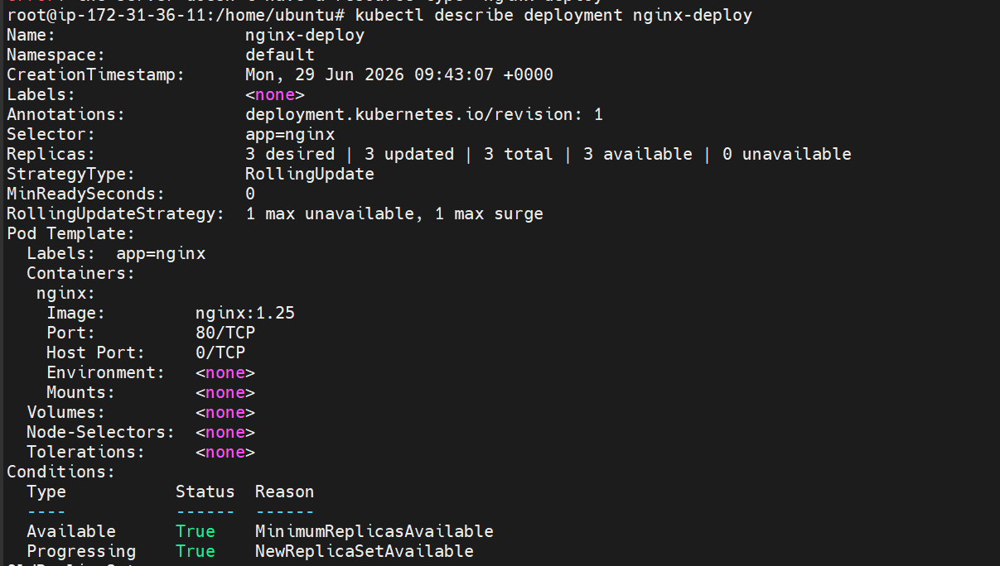 root@ip-172-31-36-11:/home/ubuntu# kubectl describe deployment nginx-deploy
Name:                   nginx-deploy
Namespace:              default
CreationTimestamp:      Mon, 29 Jun 2026 09:43:07 +0000
Labels:                 <none>
Annotations:            deployment.kubernetes.io/revision: 1
Selector:               app=nginx
Replicas:               3 desired | 3 updated | 3 total | 3 available | 0 unavailable
StrategyType:           RollingUpdate
MinReadySeconds:        0
RollingUpdateStrategy:  1 max unavailable, 1 max surge
Pod Template:
  Labels:  app=nginx
  Containers:
   nginx:
    Image:         nginx:1.25
    Port:          80/TCP
    Host Port:     0/TCP
    Environment:   <none>
    Mounts:        <none>
  Volumes:         <none>
  Node-Selectors:  <none>
  Tolerations:     <none>
Conditions:
  Type           Status  Reason
  ----           ------  ------
  Available      True    MinimumReplicasAvailable
  Progressing    True    NewReplicaSetAvailable